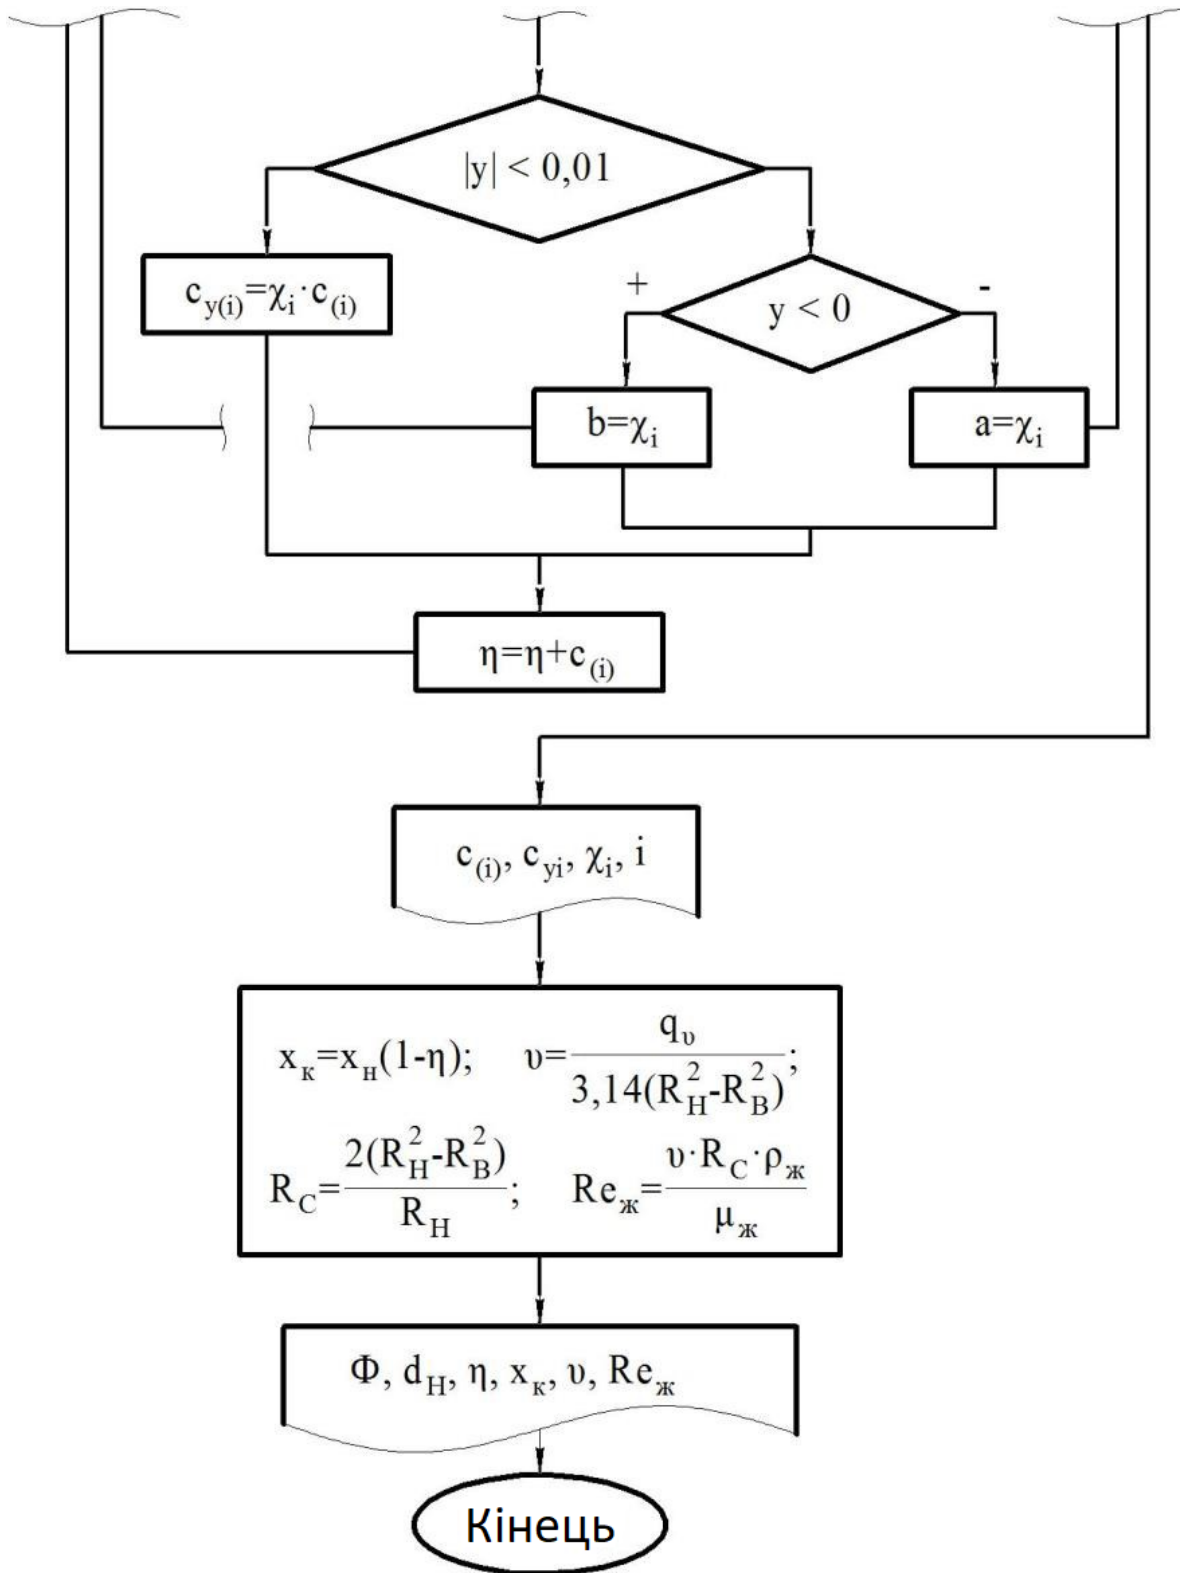 |y| < 0,01
c_y(i)=χ_i·c_(i)
+
-
y < 0
b=χ_i
a=χ_i
η=η+c_(i)
c_(i), c_yi, χ_i, i
x_к=x_н(1-η); υ=q_υ/3,14(R_Н^2-R_В^2);
R_С=2(R_Н^2-R_В^2)/R_Н; Re_ж=υ·R_С·ρ_ж/μ_ж
Φ, d_Н, η, x_к, υ, Re_ж
Кінець